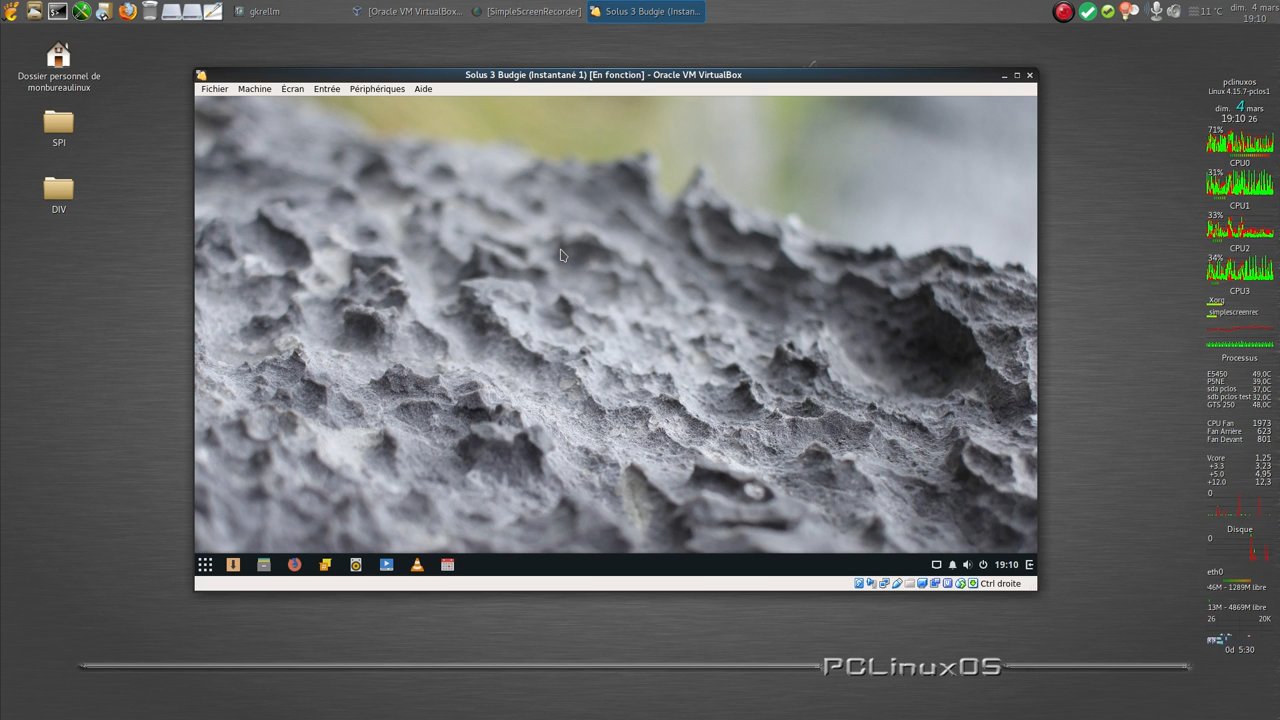 gkrellm
[Oracle VM VirtualBox...
[SimpleScreenRecorder]
Solus 3 Budgie (Instan...
11 °C
dim. 4 mars
19:10
Dossier personnel de
monbureaulinux
SPI
DIV
Solus 3 Budgie (Instantané 1) [En fonction] - Oracle VM VirtualBox
Fichier Machine Écran Entrée Périphériques Aide
19:10
Ctrl droite
pclinuxos
Linux 4.15.7-pclos1
dim. 4 mars
19:10 26
71%
CPU0
31%
CPU1
33%
CPU2
34%
CPU3
Xorg
simplescreenrec
Processus
E5450 49,0C
P5NE 39,0C
sda pclos 37,0C
sdb pclos test 32,0C
GTS 250 48,0C
CPU Fan 1973
Fan Arriere 623
Fan Devant 801
Vcore 1,25
+3.3 3,23
+5.0 4,95
+12.0 12,3
0
Disque
0
eth0
46M - 1289M libre
13M - 4869M libre
26 20K
0d 5:30
PCLinuxOS